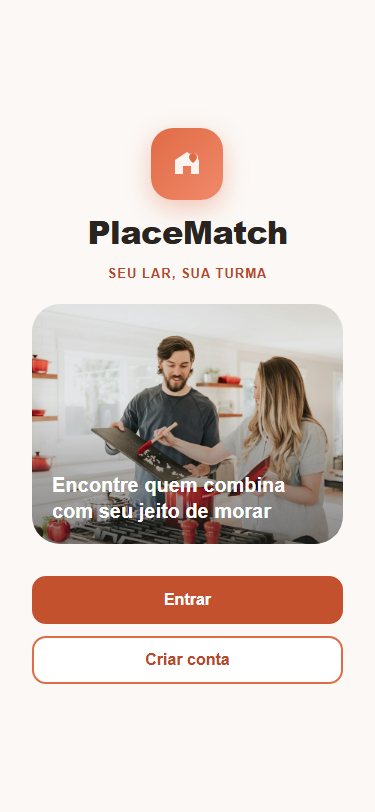 PlaceMatch
SEU LAR, SUA TURMA
Encontre quem combina
com seu jeito de morar
Entrar
Criar conta